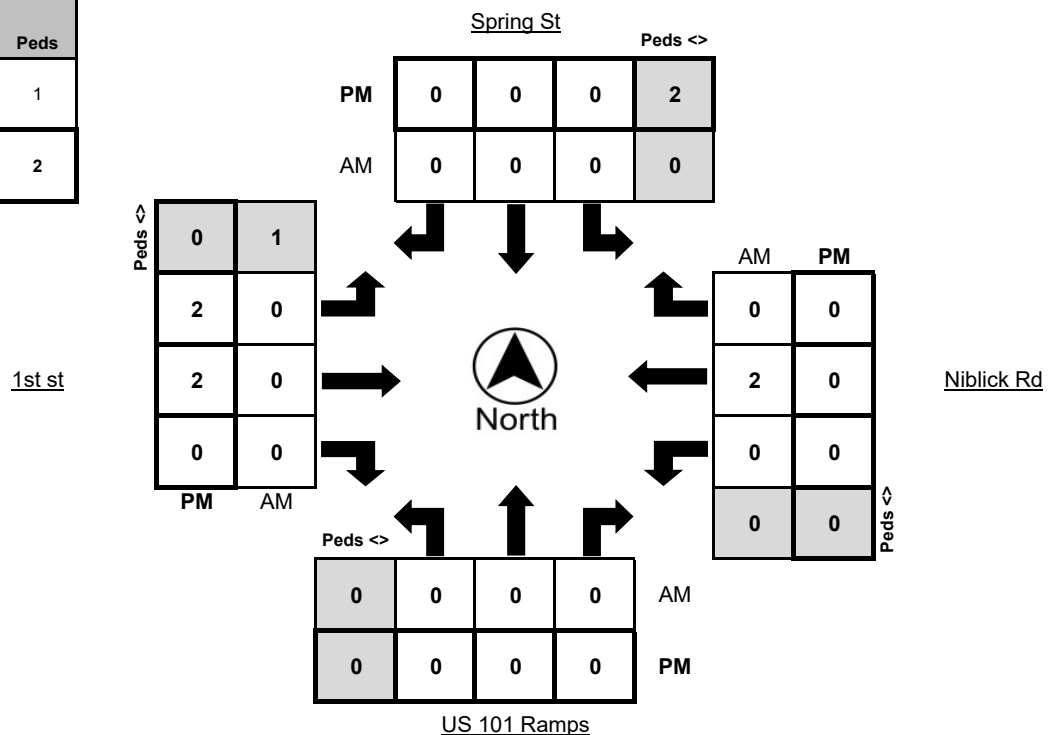 Peds
1
2
Spring St
Peds <>
PM 0 0 0 2
AM 0 0 0 0
Peds <>
0 1
2 0
2 0
0 0
PM AM
1st st
North
AM PM
0 0
2 0
0 0
0 0
Peds <>
Niblick Rd
Peds <>
0 0 0 0 AM
0 0 0 0 PM
US 101 Ramps